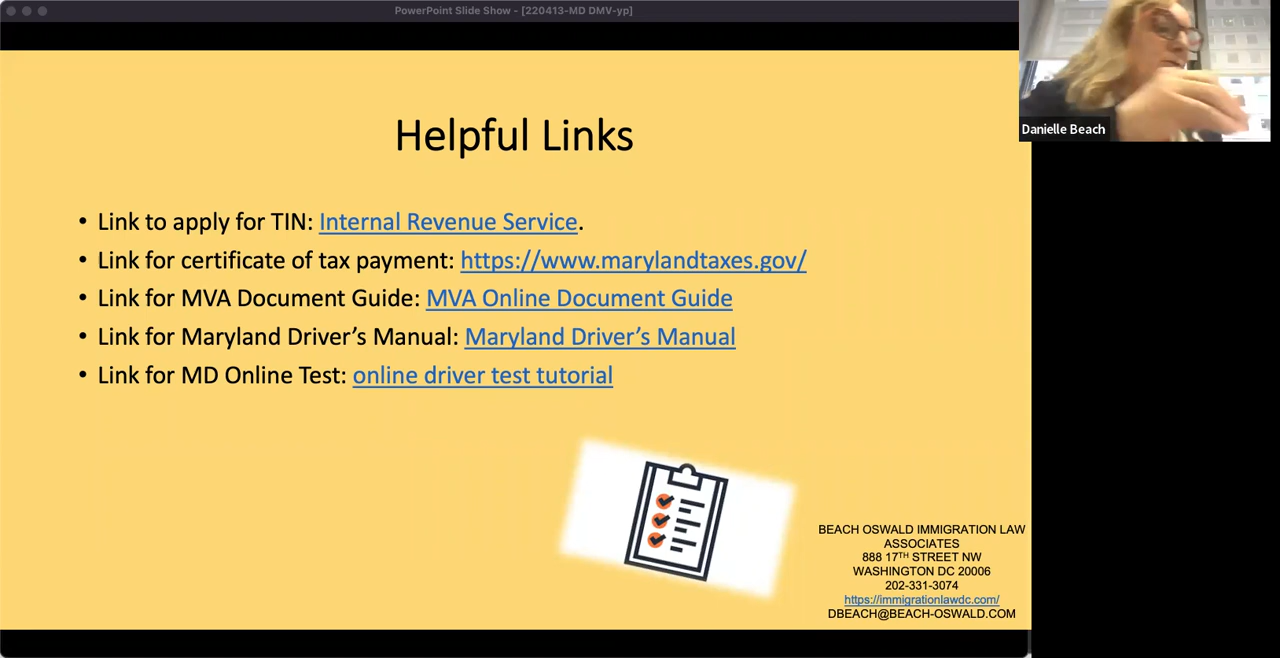 PowerPoint Slide Show - [220413-MD DMV-yp]
Danielle Beach
Helpful Links
• Link to apply for TIN: Internal Revenue Service.
• Link for certificate of tax payment: https://www.marylandtaxes.gov/
• Link for MVA Document Guide: MVA Online Document Guide
• Link for Maryland Driver’s Manual: Maryland Driver’s Manual
• Link for MD Online Test: online driver test tutorial
BEACH OSWALD IMMIGRATION LAW
ASSOCIATES
888 17TH STREET NW
WASHINGTON DC 20006
202-331-3074
https://immigrationlawdc.com/
DBEACH@BEACH-OSWALD.COM